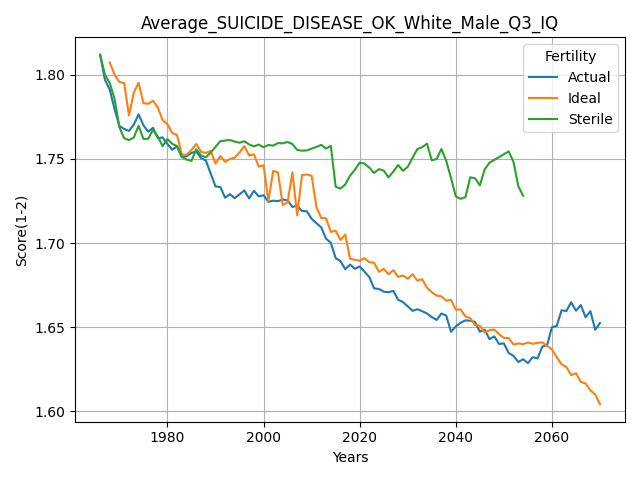 Average_SUICIDE_DISEASE_OK_White_Male_Q3_IQ
Fertility
Actual
Ideal
Sterile
1.80
1.75
1.70
1.65
1.60
Score(1-2)
1980
2000
2020
2040
2060
Years